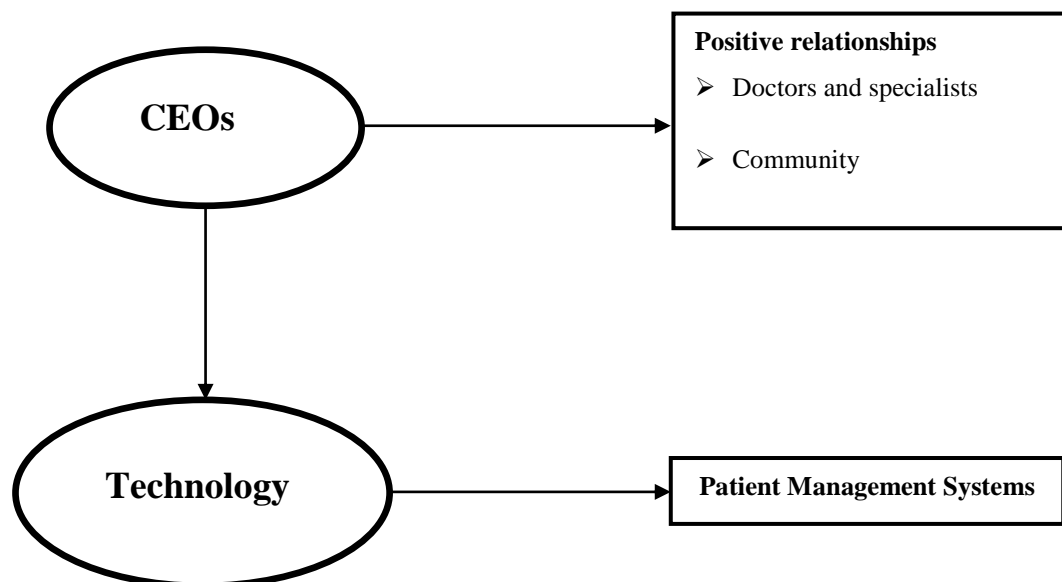 CEOs
Positive relationships
➢ Doctors and specialists
➢ Community
Technology
Patient Management Systems